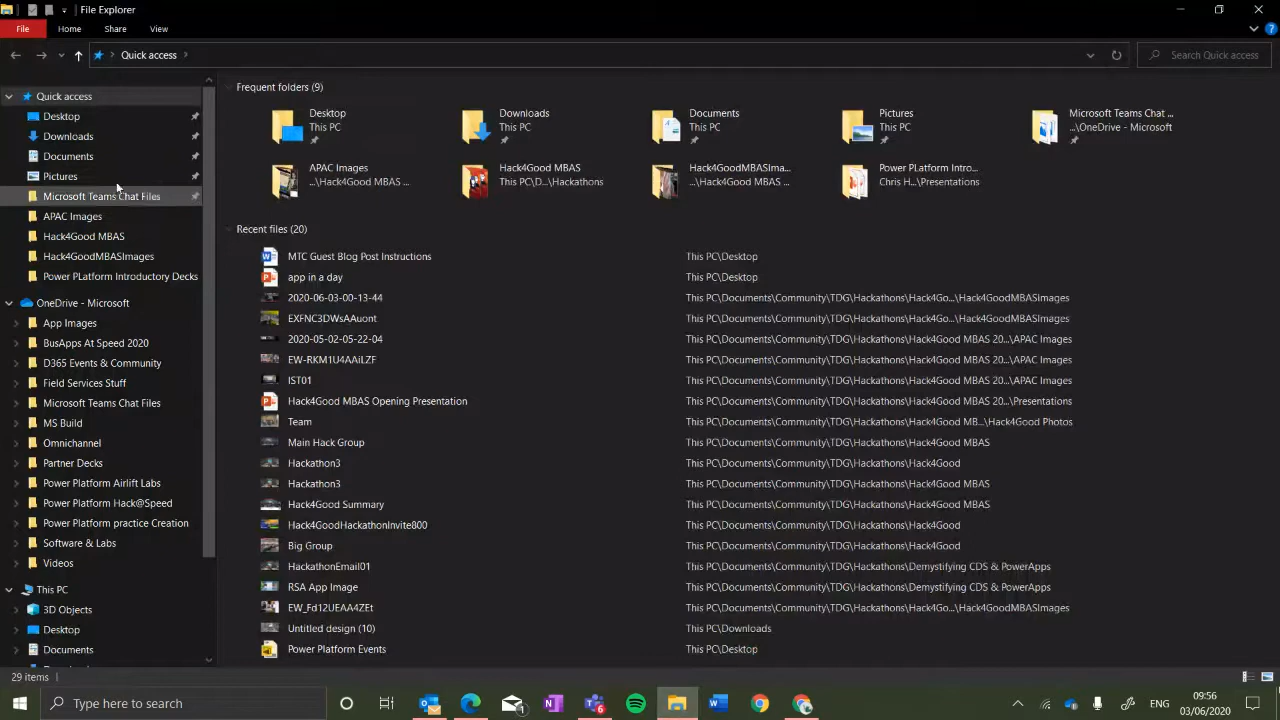 File Explorer
File Home Share View
Quick access Search Quick access
Quick access
Desktop
Downloads
Documents
Pictures
Microsoft Teams Chat Files
APAC Images
Hack4Good MBAS
Hack4GoodMBASImages
Power PLatform Introductory Decks
OneDrive - Microsoft
App Images
BusApps At Speed 2020
D365 Events & Community
Field Services Stuff
Microsoft Teams Chat Files
MS Build
Omnichannel
Partner Decks
Power Platform Airlift Labs
Power Platform Hack@Speed
Power Platform practice Creation
Software & Labs
Videos
This PC
3D Objects
Desktop
Documents
Frequent folders (9)
Desktop
This PC
Downloads
This PC
Documents
This PC
Pictures
This PC
Microsoft Teams Chat ...
...\OneDrive - Microsoft
APAC Images
...\Hack4Good MBAS ...
Hack4Good MBAS
This PC\D...\Hackathons
Hack4GoodMBASIma...
...\Hack4Good MBAS ...
Power PLatform Intro...
Chris H...\Presentations
Recent files (20)
MTC Guest Blog Post Instructions This PC\Desktop
app in a day This PC\Desktop
2020-06-03-00-13-44 This PC\Documents\Community\TDG\Hackathons\Hack4Go...\Hack4GoodMBASImages
EXFNC3DWsAAuont This PC\Documents\Community\TDG\Hackathons\Hack4Go...\Hack4GoodMBASImages
2020-05-02-05-22-04 This PC\Documents\Community\TDG\Hackathons\Hack4Good MBAS 20...\APAC Images
EW-RKM1U4AAiLZF This PC\Documents\Community\TDG\Hackathons\Hack4Good MBAS 20...\APAC Images
IST01 This PC\Documents\Community\TDG\Hackathons\Hack4Good MBAS 20...\APAC Images
Hack4Good MBAS Opening Presentation This PC\Documents\Community\TDG\Hackathons\Hack4Good MBAS 20...\Presentations
Team This PC\Documents\Community\TDG\Hackathons\Hack4Good MB...\Hack4Good Photos
Main Hack Group This PC\Documents\Community\TDG\Hackathons\Hack4Good MBAS
Hackathon3 This PC\Documents\Community\TDG\Hackathons\Hack4Good
Hackathon3 This PC\Documents\Community\TDG\Hackathons\Hack4Good MBAS
Hack4Good Summary This PC\Documents\Community\TDG\Hackathons\Hack4Good MBAS
Hack4GoodHackathonInvite800 This PC\Documents\Community\TDG\Hackathons\Hack4Good
Big Group This PC\Documents\Community\TDG\Hackathons\Hack4Good
HackathonEmail01 This PC\Documents\Community\TDG\Hackathons\Demystifying CDS & PowerApps
RSA App Image This PC\Documents\Community\TDG\Hackathons\Demystifying CDS & PowerApps
EW_Fd12UEAA4ZEt This PC\Documents\Community\TDG\Hackathons\Hack4Go...\Hack4GoodMBASImages
Untitled design (10) This PC\Downloads
Power Platform Events This PC\Desktop
29 items
Type here to search ENG 09:56
03/06/2020